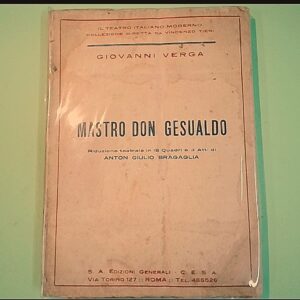 IL TEATRO ITALIANO MODERNO
COLLEZIONE DIRETTA DA VINCENZO TIERI
GIOVANNI VERGA
MASTRO DON GESUALDO
Riduzione teatrale in 18 Quadri e 3 Atti di
ANTON GIULIO BRAGAGLIA
S. A. EDIZIONI GENERALI C E S A
VIA TORINO 127 :: ROMA :: TEL. 485526